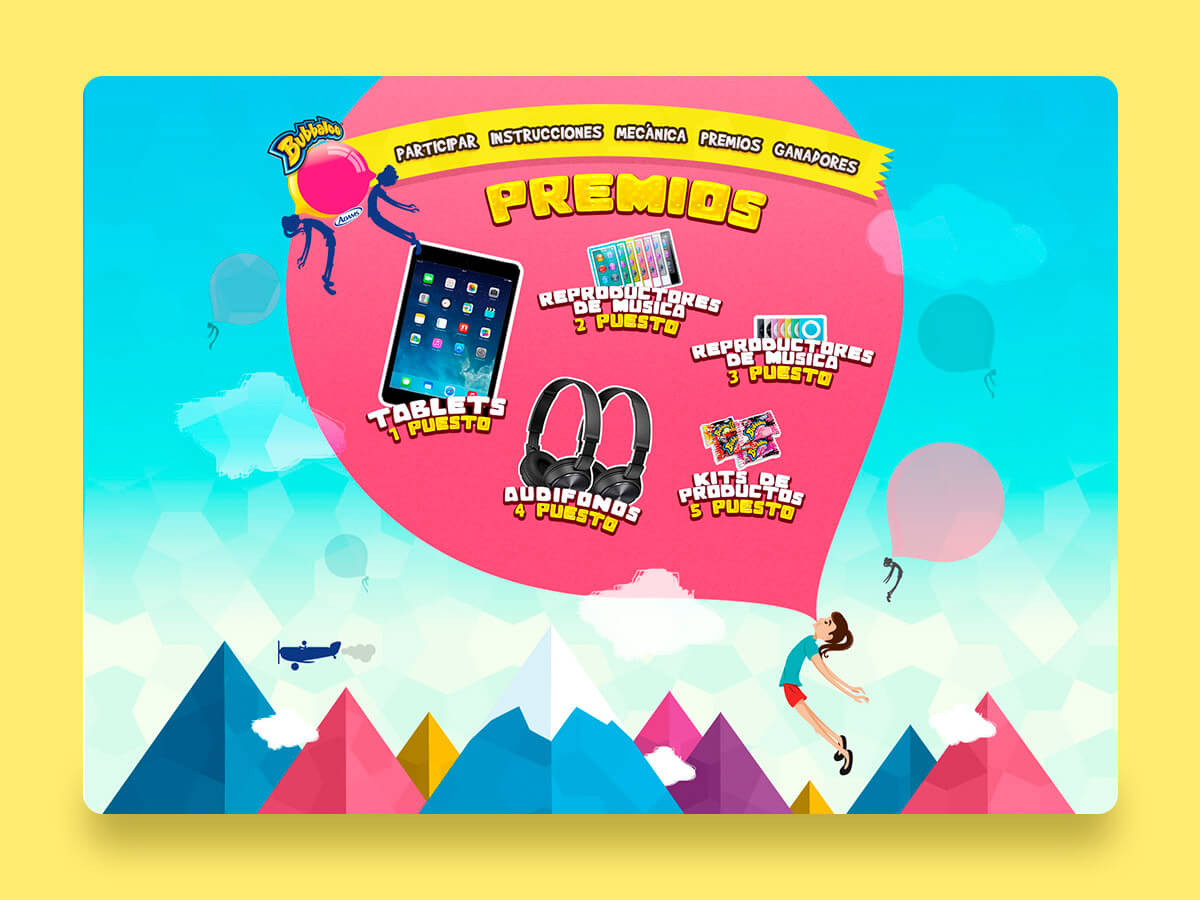 Bubbaloo
ADAMS
PARTICIPAR INSTRUCCIONES MECÁNICA PREMIOS GANADORES
PREMIOS
TABLETS
1 PUESTO
REPRODUCTORES
DE MUSICA
2 PUESTO
REPRODUCTORES
DE MUSICA
3 PUESTO
AUDIFONOS
4 PUESTO
KITS DE
PRODUCTOS
5 PUESTO